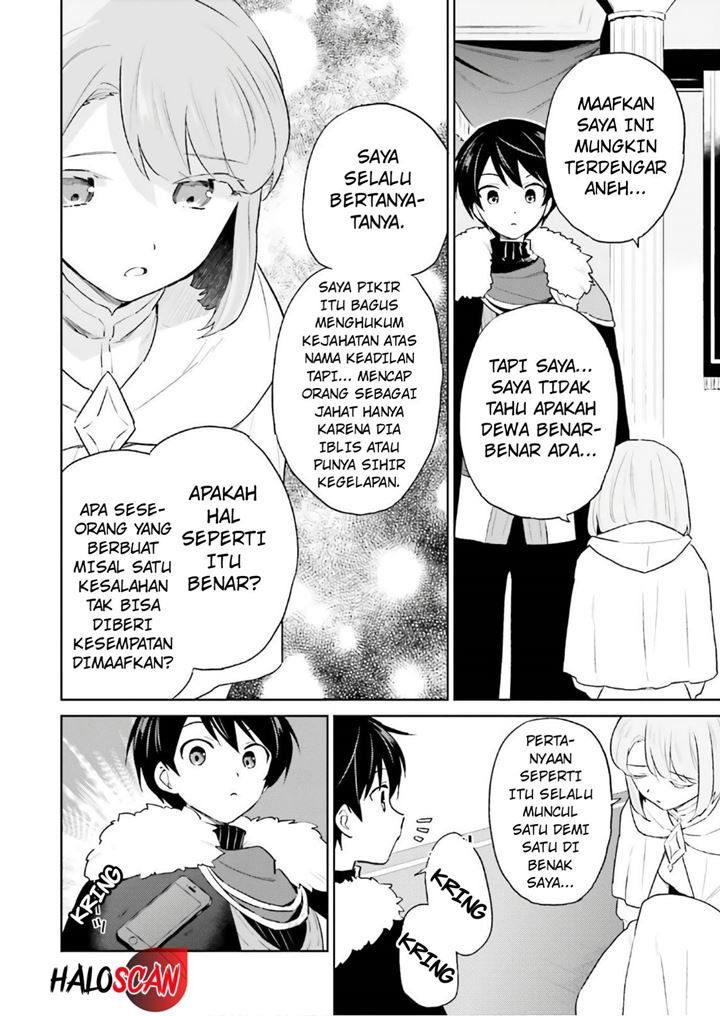 MAAFKAN
SAYA INI
MUNGKIN
TERDENGAR
ANEH...
TAPI SAYA...
SAYA TIDAK
TAHU APAKAH
DEWA BENAR-
BENAR ADA...
SAYA
SELALU
BERTANYA-
TANYA.
SAYA PIKIR
ITU BAGUS
MENGHUKUM
KEJAHATAN ATAS
NAMA KEADILAN
TAPI... MENCAP
ORANG SEBAGAI
JAHAT HANYA
KARENA DIA
IBLIS ATAU
PUNYA SIHIR
KEGELAPAN.
APAKAH
HAL
SEPERTI
ITU
BENAR?
APA SESE-
ORANG YANG
BERBUAT
MISAL SATU
KESALAHAN
TAK BISA
DIBERI
KESEMPATAN
DIMAAFKAN?
PERTA-
NYAAN
SEPERTI
ITU SELALU
MUNCUL
SATU DEMI
SATU DI
BENAK
SAYA...
KRING
KRING
KRING
HALOSCAN